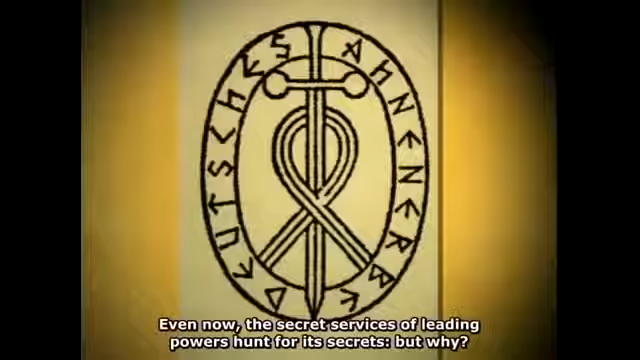 DEUTSCHES AHNENERBE
Even now, the secret services of leading
powers hunt for its secrets: but why?